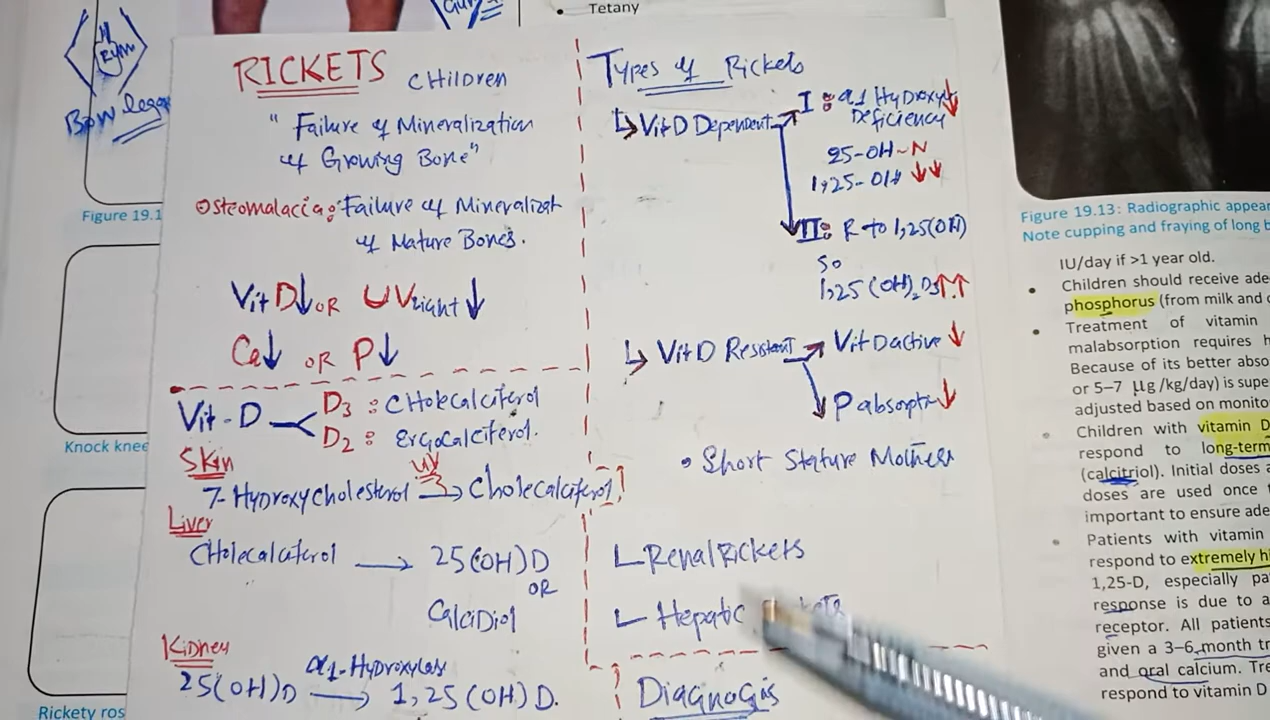 Gym
Bow legs
Figure 19.1
Knock knee
Rickety ros
Tetany
RICKETS Children
"Failure of Mineralization
of Growing Bone"
Osteomalacia: Failure of Mineralizat
of Mature Bones.
Vit D↓ OR UV Light ↓
Ca↓ OR P↓
Vit-D
D3 : CHolecalciferol
D2 : Ergocalciferol.
Skin
UV
7-Hydroxycholesterol → Cholecalciferol
Liver
CHolecalciferol → 25(OH)D
OR
CalciDiol
Kidney
α1-Hydroxylas
25(OH)D → 1,25(OH)D.
Types of Rickets
Vit D Dependent
I : α1 Hydroxyl ↓
Deficiency
25-OH~N
1,25-OH ↓↓
II: R to 1,25(OH)
So
1,25(OH)2D3 ↑↑
Vit D Resistent → Vit D active ↓
P absorptn ↓
• Short Stature Mothers
Renal Rickets
Hepatic
Diagnosis
Figure 19.13: Radiographic appear
Note cupping and fraying of long b
IU/day if >1 year old.
• Children should receive ade
phosphorus (from milk and
• Treatment of vitamin
malabsorption requires h
Because of its better abso
or 5–7 μg/kg/day) is supe
adjusted based on monito
• Children with vitamin D
respond to long-term
(calcitriol). Initial doses a
doses are used once
important to ensure ade
• Patients with vitamin
respond to extremely hi
1,25-D, especially pa
response is due to a
receptor. All patients
given a 3–6-month tr
and oral calcium. Tre
respond to vitamin D